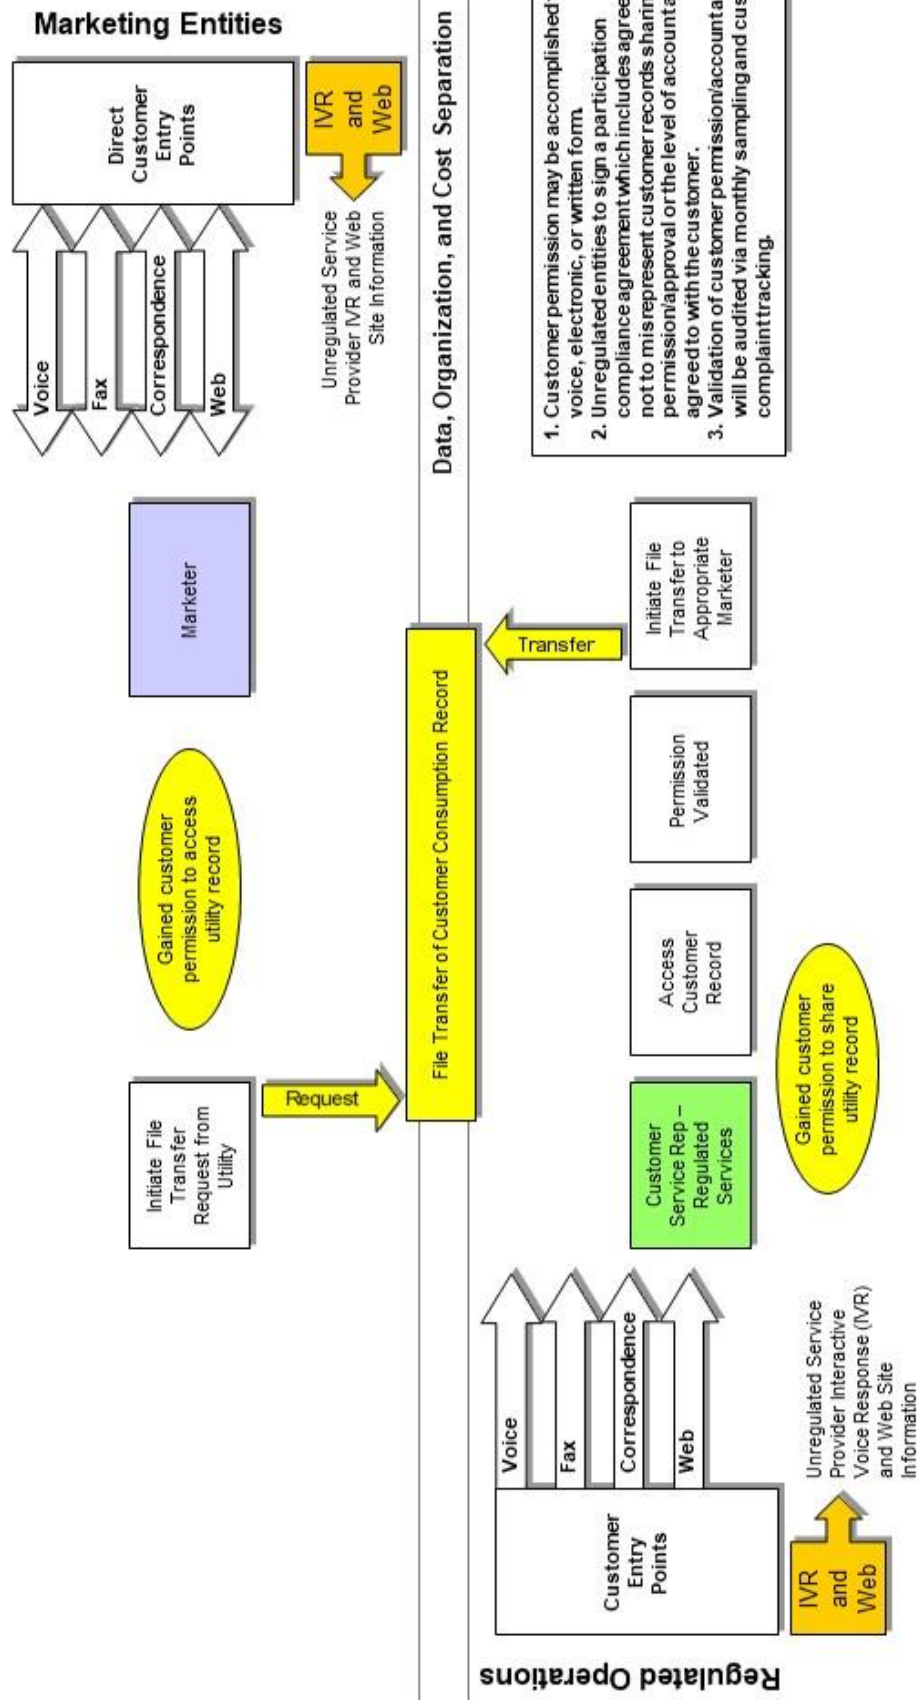 Marketing Entities
Direct
Customer
Entry
Points
IVR
and
Web
Voice
Fax
Correspondence
Web
Unregulated Service
Provider IVR and Web
Site Information
Marketer
Gained customer
permission to access
utility record
Initiate File
Transfer
Request from
Utility
Request
Data, Organization, and Cost Separation
File Transfer of Customer Consumption Record
Transfer
1. Customer permission may be accomplished
voice, electronic, or written form.
2. Unregulated entities to sign a participation
compliance agreement which includes agree
not to misrepresent customer records sharin
permission/approval or the level of accounta
agreed to with the customer.
3. Validation of customer permission/accounta
will be audited via monthly sampling and cus
complaint tracking.
Regulated Operations
Customer
Entry
Points
IVR
and
Web
Voice
Fax
Correspondence
Web
Unregulated Service
Provider Interactive
Voice Response (IVR)
and Web Site
Information
Customer
Service Rep –
Regulated
Services
Gained customer
permission to share
utility record
Access
Customer
Record
Permission
Validated
Initiate File
Transfer to
Appropriate
Marketer